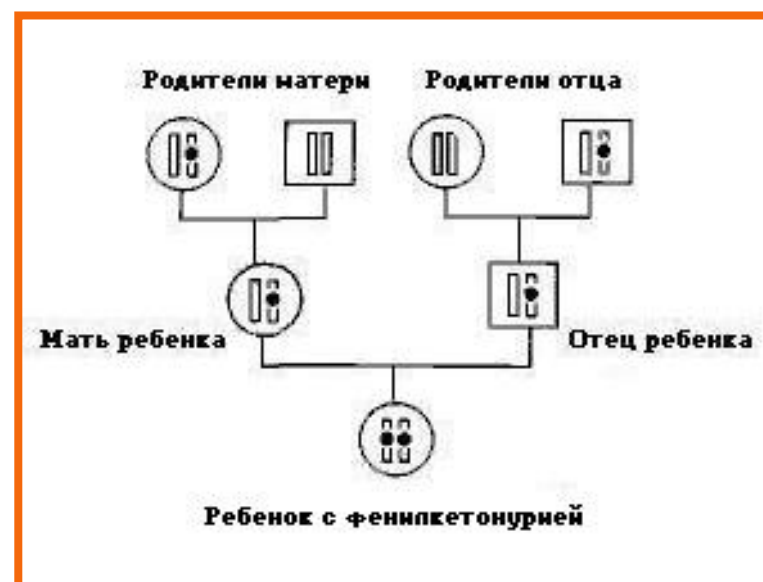 Родители матери
Родители отца
Мать ребенка
Отец ребенка
Ребенок с фенилкетонурией